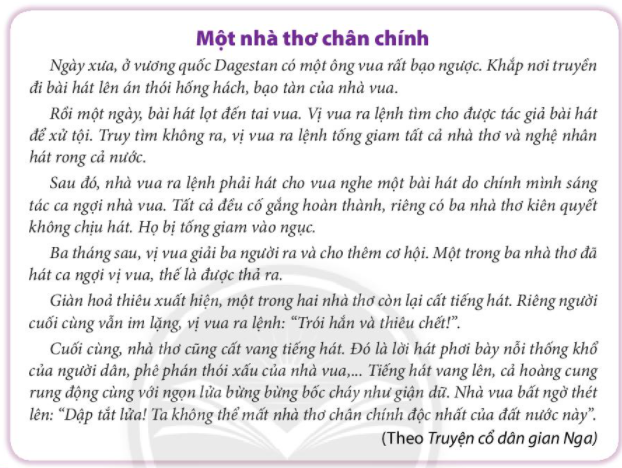 Một nhà thơ chân chính
Ngày xưa, ở vương quốc Dagestan có một ông vua rất bạo ngược. Khắp nơi truyền
đi bài hát lên án thói hống hách, bạo tàn của nhà vua.
Rồi một ngày, bài hát lọt đến tai vua. Vị vua ra lệnh tìm cho được tác giả bài hát
để xử tội. Truy tìm không ra, vị vua ra lệnh tống giam tất cả nhà thơ và nghệ nhân
hát rong cả nước.
Sau đó, nhà vua ra lệnh phải hát cho vua nghe một bài hát do chính mình sáng
tác ca ngợi nhà vua. Tất cả đều cố gắng hoàn thành, riêng có ba nhà thơ kiên quyết
không chịu hát. Họ bị tống giam vào ngục.
Ba tháng sau, vị vua giải ba người ra và cho thêm cơ hội. Một trong ba nhà thơ đã
hát ca ngợi vị vua, thế là được thả ra.
Giàn hoả thiêu xuất hiện, một trong hai nhà thơ còn lại cất tiếng hát. Riêng người
cuối cùng vẫn im lặng, vị vua ra lệnh: “Trói hắn và thiêu chết!”.
Cuối cùng, nhà thơ cũng cất vang tiếng hát. Đó là lời hát phơi bày nỗi thống khổ
của người dân, phê phán thói xấu của nhà vua,... Tiếng hát vang lên, cả hoàng cung
rung động cùng với ngọn lửa bừng bừng bốc cháy như giận dữ. Nhà vua bất ngờ thét
lên: “Dập tắt lửa! Ta không thể mất nhà thơ chân chính độc nhất của đất nước này”.
(Theo Truyện cổ dân gian Nga)